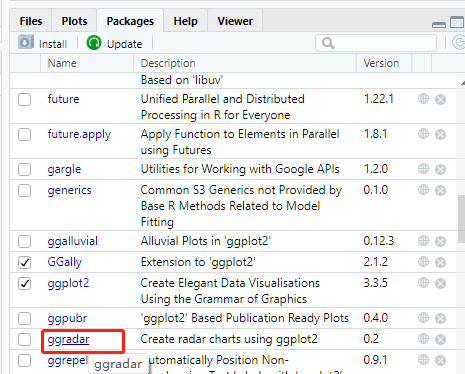 Files Plots Packages Help Viewer
Install Update
Name Description Version
Based on 'libuv'
future Unified Parallel and Distributed 1.22.1
Processing in R for Everyone
future.apply Apply Function to Elements in Parallel 1.8.1
using Futures
gargle Utilities for Working with Google APIs 1.2.0
generics Common S3 Generics not Provided by 0.1.0
Base R Methods Related to Model
Fitting
ggalluvial Alluvial Plots in 'ggplot2' 0.12.3
GGally Extension to 'ggplot2' 2.1.2
ggplot2 Create Elegant Data Visualisations 3.3.5
Using the Grammar of Graphics
ggpubr 'ggplot2' Based Publication Ready Plots 0.4.0
ggradar Create radar charts using ggplot2 0.2
ggrepel Automatically Position Non- 0.9.1
ggradar